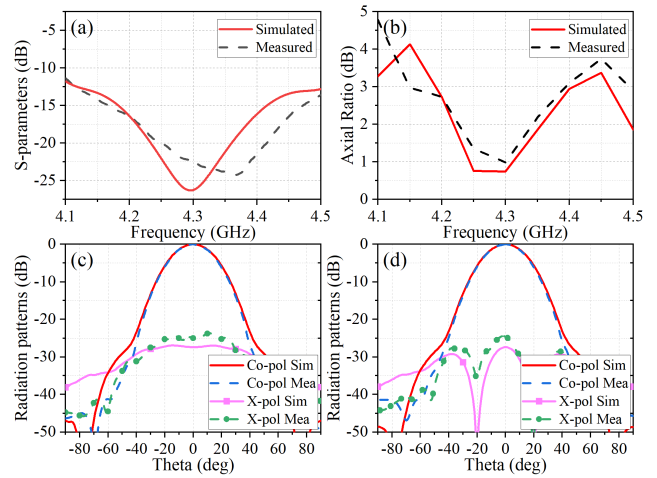 (a)
Simulated
Measured
S-parameters (dB)
-5
-10
-15
-20
-25
4.1 4.2 4.3 4.4 4.5
Frequency (GHz)
(b)
Simulated
Measured
Axial Ratio (dB)
5
4
3
2
1
0
4.1 4.2 4.3 4.4 4.5
Frequency (GHz)
(c)
Radiation patterns (dB)
0
-10
-20
-30
-40
-50
Co-pol Sim
Co-pol Mea
X-pol Sim
X-pol Mea
-80 -60 -40 -20 0 20 40 60 80
Theta (deg)
(d)
Radiation patterns (dB)
0
-10
-20
-30
-40
-50
Co-pol Sim
Co-pol Mea
X-pol Sim
X-pol Mea
-80 -60 -40 -20 0 20 40 60 80
Theta (deg)